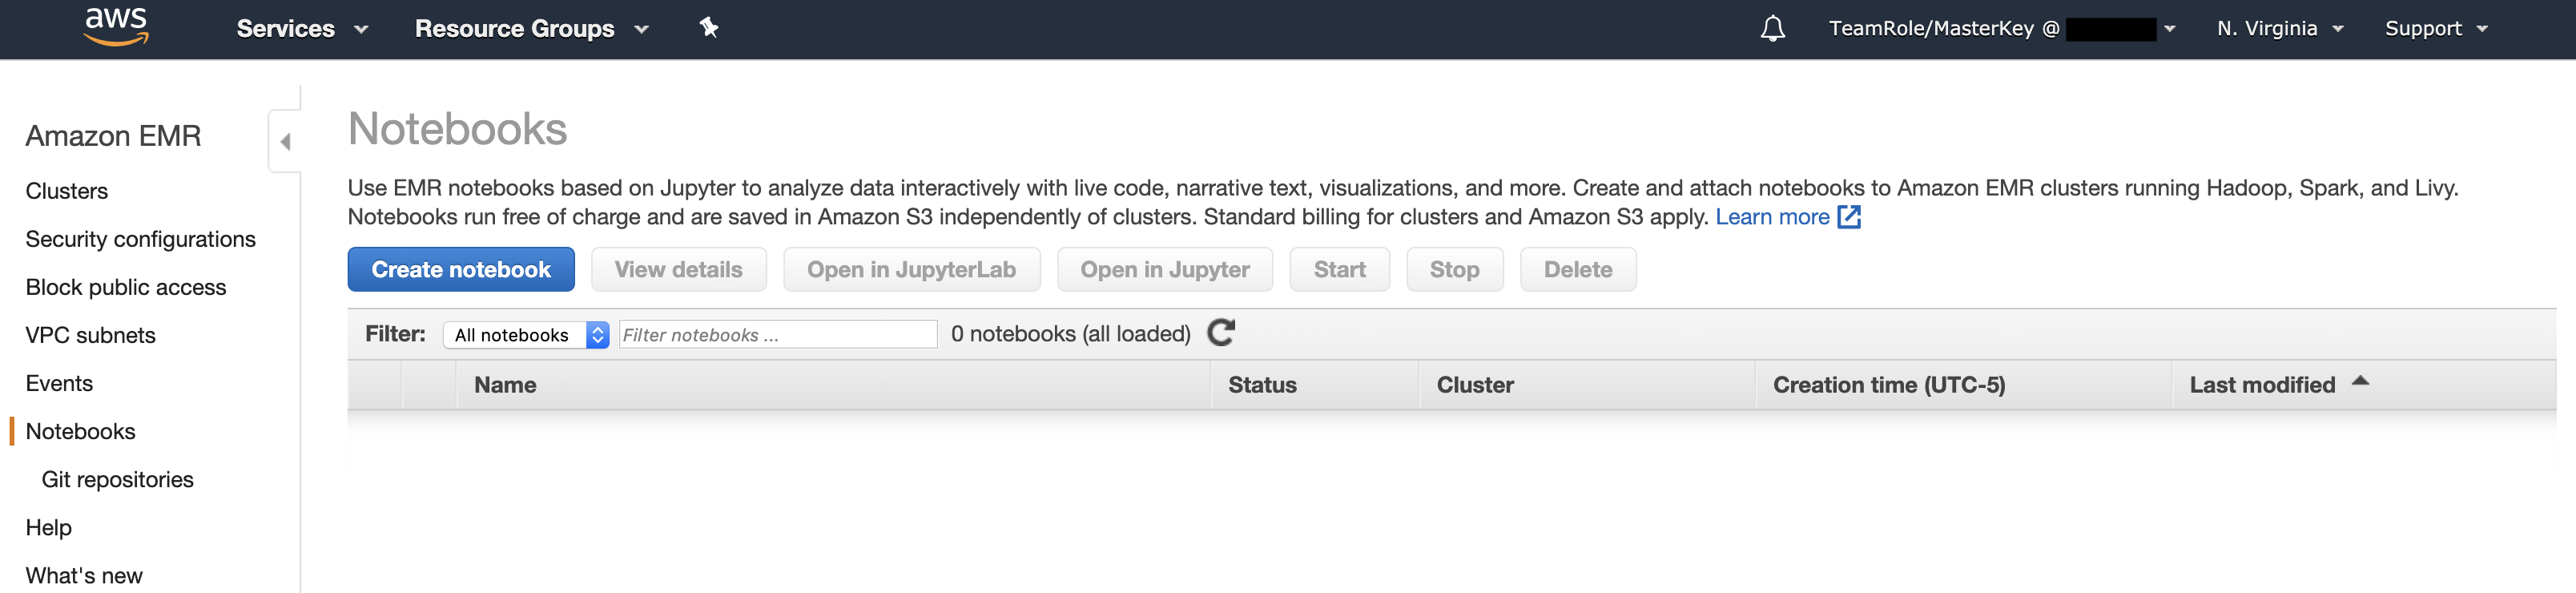 aws Services Resource Groups TeamRole/MasterKey @ N. Virginia Support
Amazon EMR
Clusters
Security configurations
Block public access
VPC subnets
Events
Notebooks
Git repositories
Help
What's new
Notebooks
Use EMR notebooks based on Jupyter to analyze data interactively with live code, narrative text, visualizations, and more. Create and attach notebooks to Amazon EMR clusters running Hadoop, Spark, and Livy.
Notebooks run free of charge and are saved in Amazon S3 independently of clusters. Standard billing for clusters and Amazon S3 apply. Learn more
Create notebook View details Open in JupyterLab Open in Jupyter Start Stop Delete
Filter: All notebooks Filter notebooks ... 0 notebooks (all loaded)
Name Status Cluster Creation time (UTC-5) Last modified